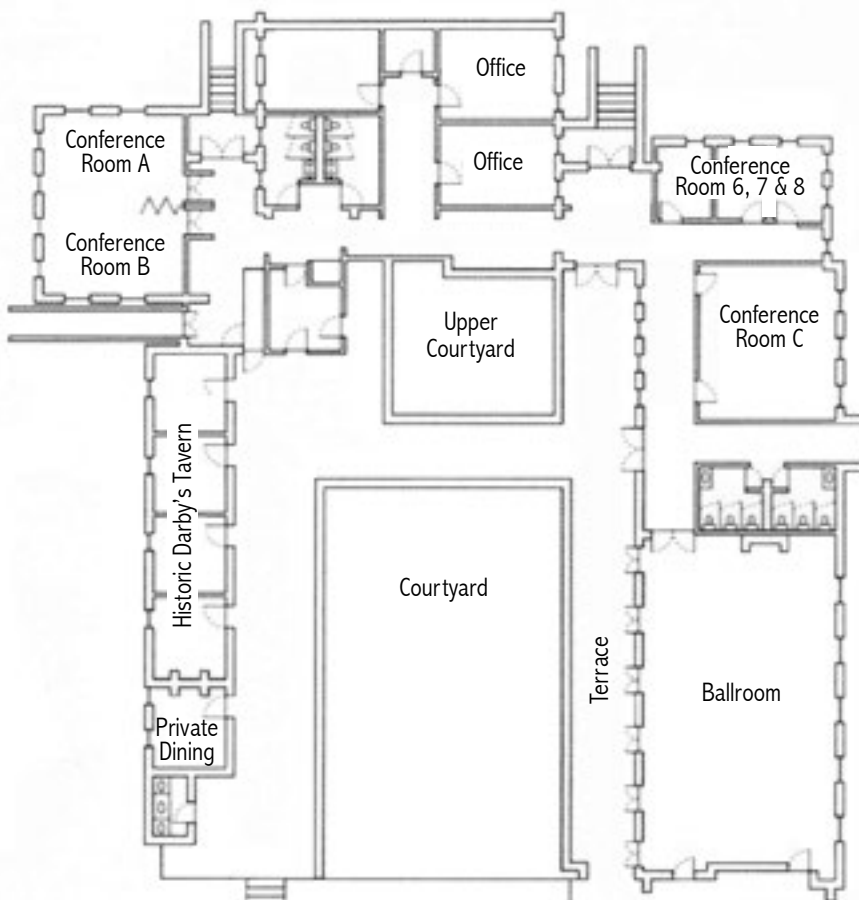 Office
Conference
Room A
Office
Conference
Room 6, 7 & 8
Conference
Room B
Upper
Courtyard
Conference
Room C
Historic Darby's Tavern
Courtyard
Terrace
Ballroom
Private
Dining